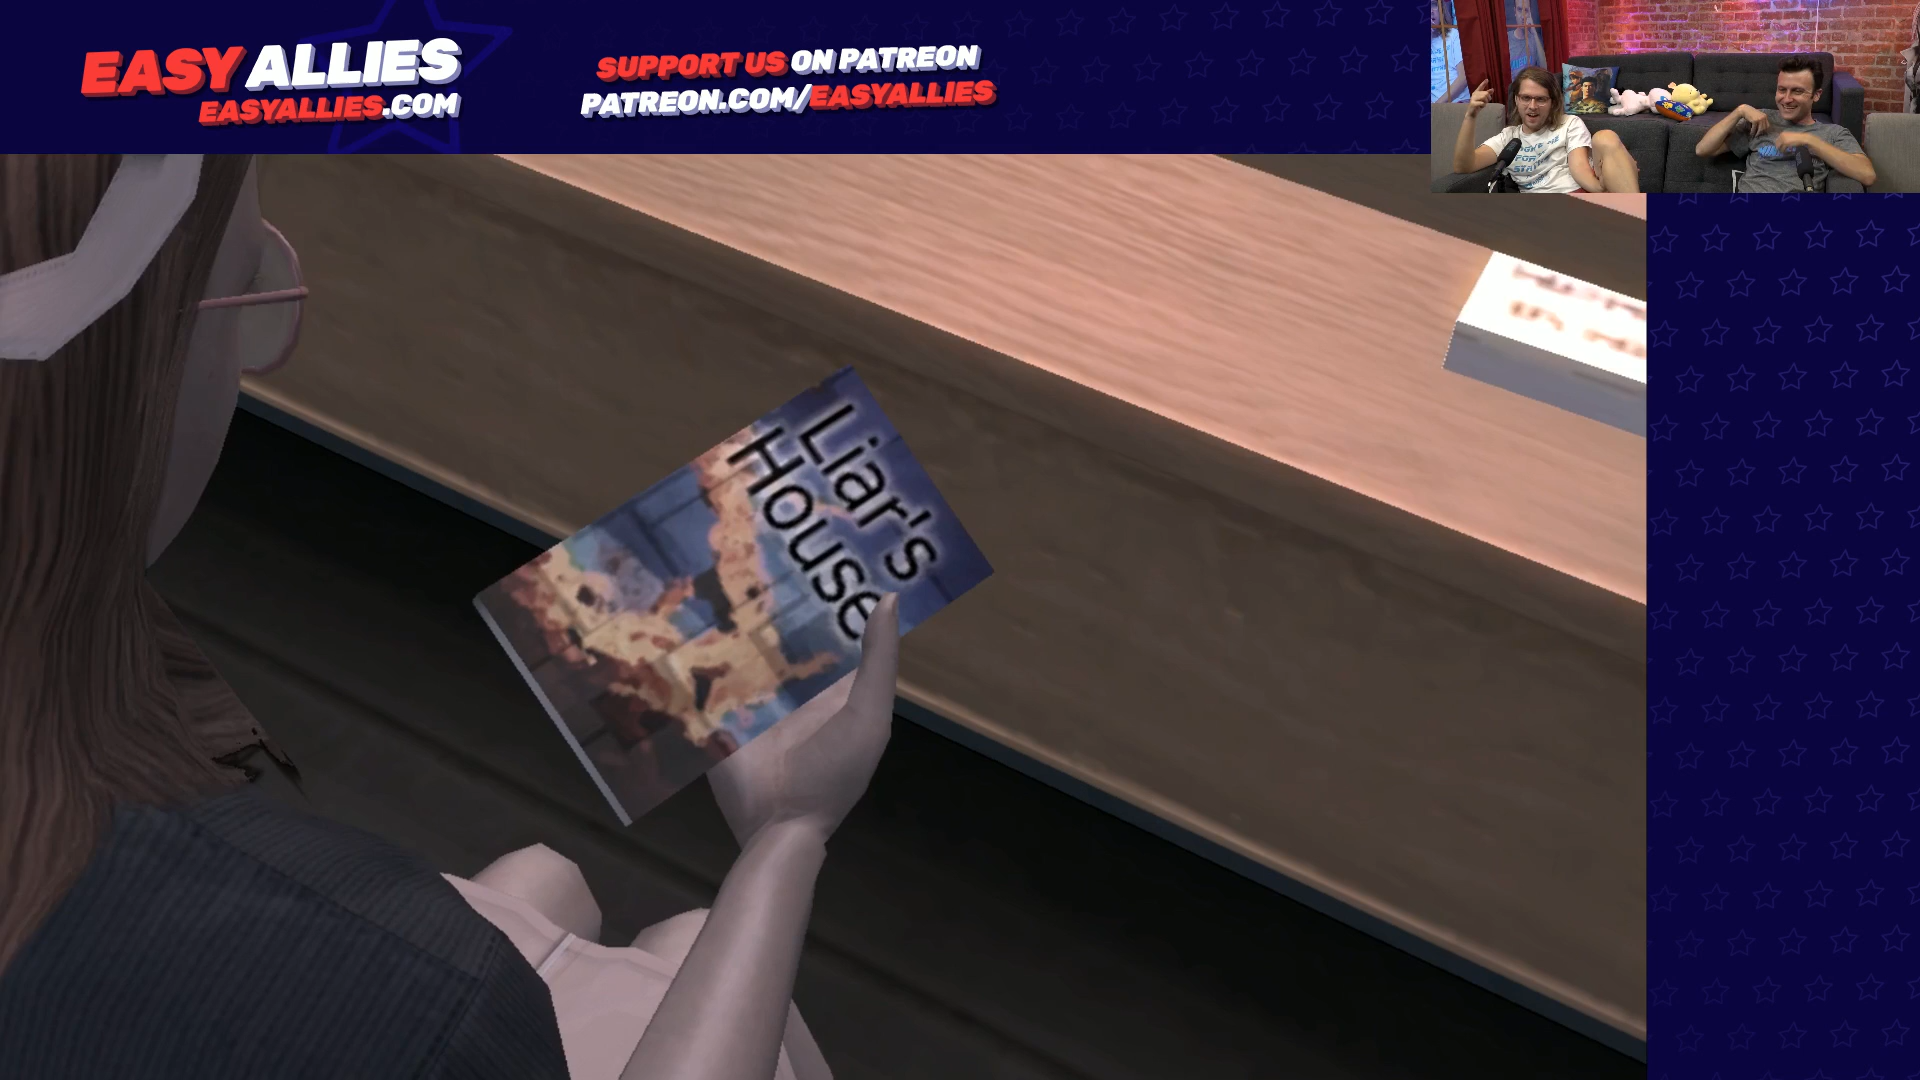 EASY ALLIES
EASYALLIES.COM
SUPPORT US ON PATREON
PATREON.COM/EASYALLIES
Liar's
House